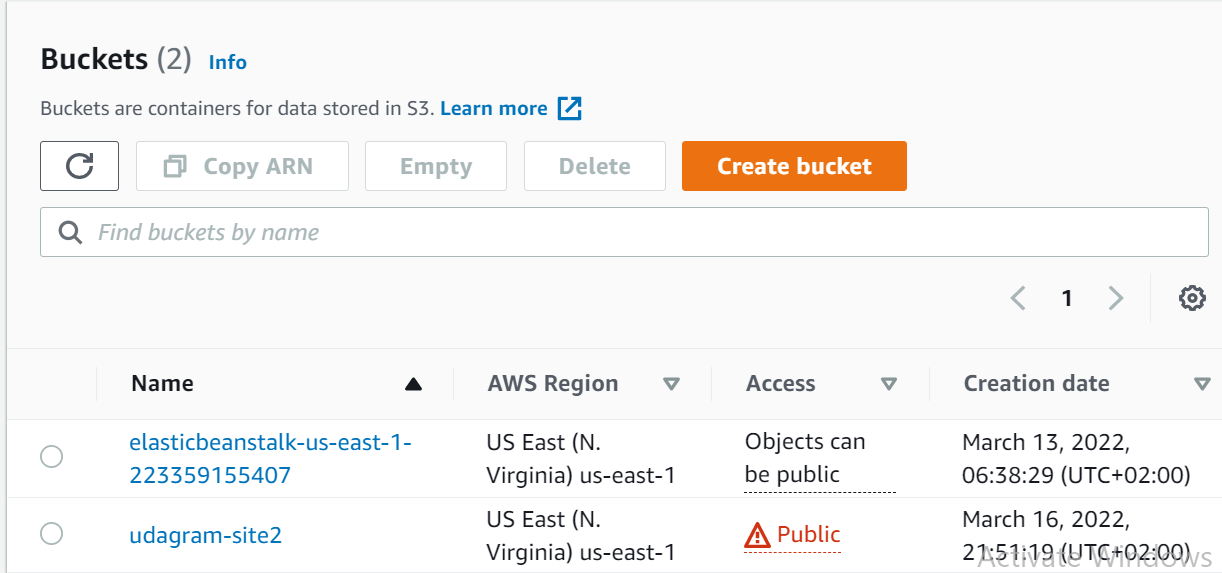 Buckets (2) Info
Buckets are containers for data stored in S3. Learn more
Copy ARN Empty Delete Create bucket
Find buckets by name
1
Name AWS Region Access Creation date
elasticbeanstalk-us-east-1- US East (N. Objects can March 13, 2022,
223359155407 Virginia) us-east-1 be public 06:38:29 (UTC+02:00)
udagram-site2 US East (N. Public March 16, 2022,
Virginia) us-east-1 21:51:19 (UTC+02:00)
Activate Windows